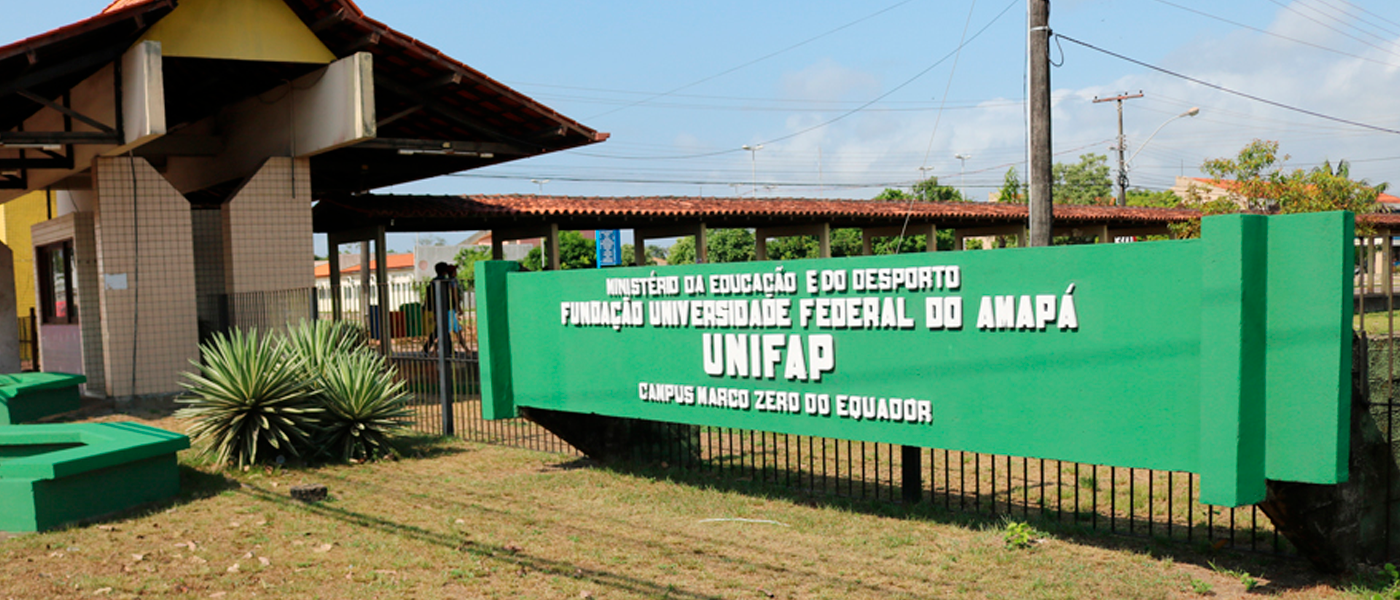 MINISTÉRIO DA EDUCAÇÃO E DO DESPORTO
FUNDAÇÃO UNIVERSIDADE FEDERAL DO AMAPÁ
UNIFAP
CAMPUS MARCO ZERO DO EQUADOR